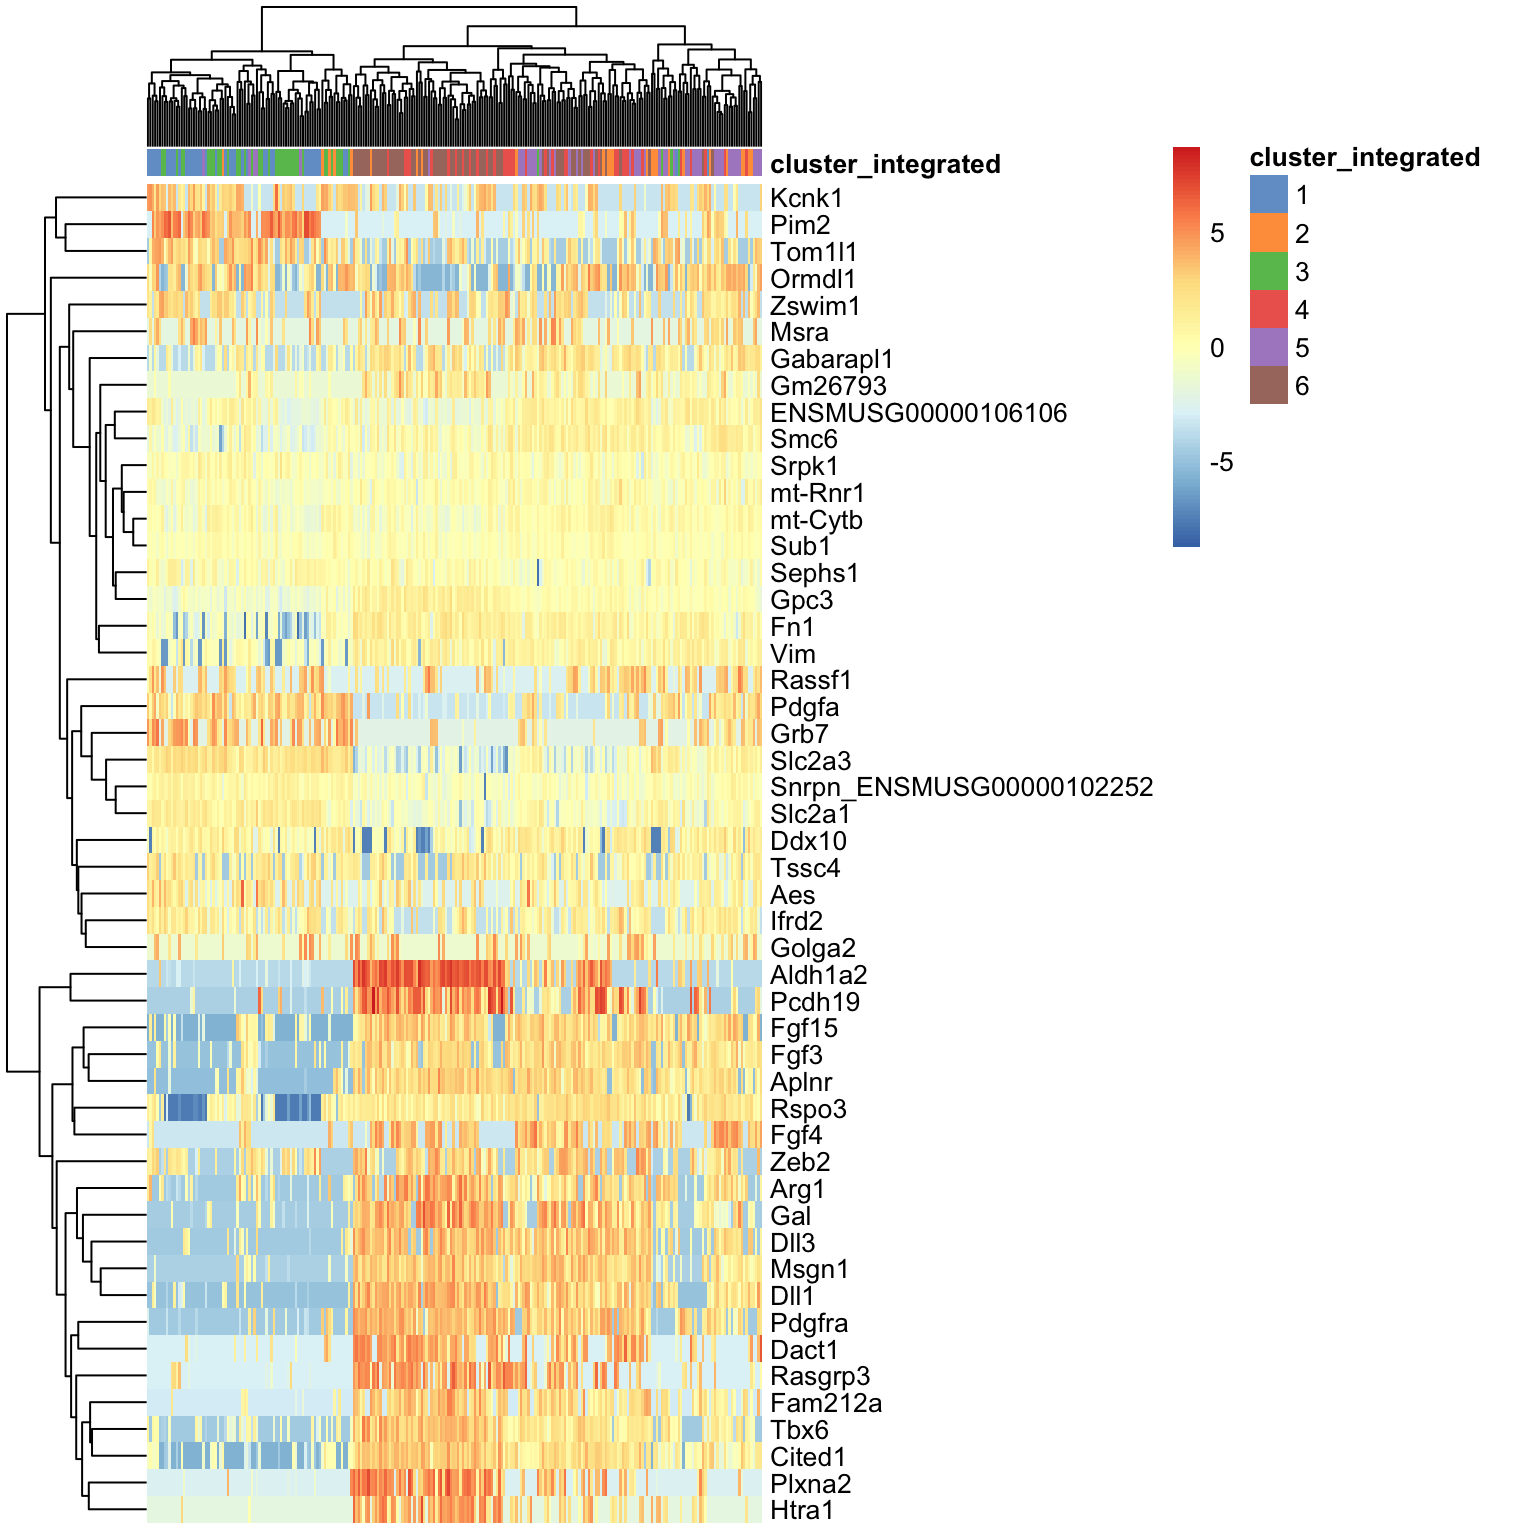 cluster_integrated
Kcnk1
Pim2
Tom1l1
Ormdl1
Zswim1
Msra
Gabarapl1
Gm26793
ENSMUSG00000106106
Smc6
Srpk1
mt-Rnr1
mt-Cytb
Sub1
Sephs1
Gpc3
Fn1
Vim
Rassf1
Pdgfa
Grb7
Slc2a3
Snrpn_ENSMUSG00000102252
Slc2a1
Ddx10
Tssc4
Aes
Ifrd2
Golga2
Aldh1a2
Pcdh19
Fgf15
Fgf3
Aplnr
Rspo3
Fgf4
Zeb2
Arg1
Gal
Dll3
Msgn1
Dll1
Pdgfra
Dact1
Rasgrp3
Fam212a
Tbx6
Cited1
Plxna2
Htra1
5
0
-5
cluster_integrated
1
2
3
4
5
6